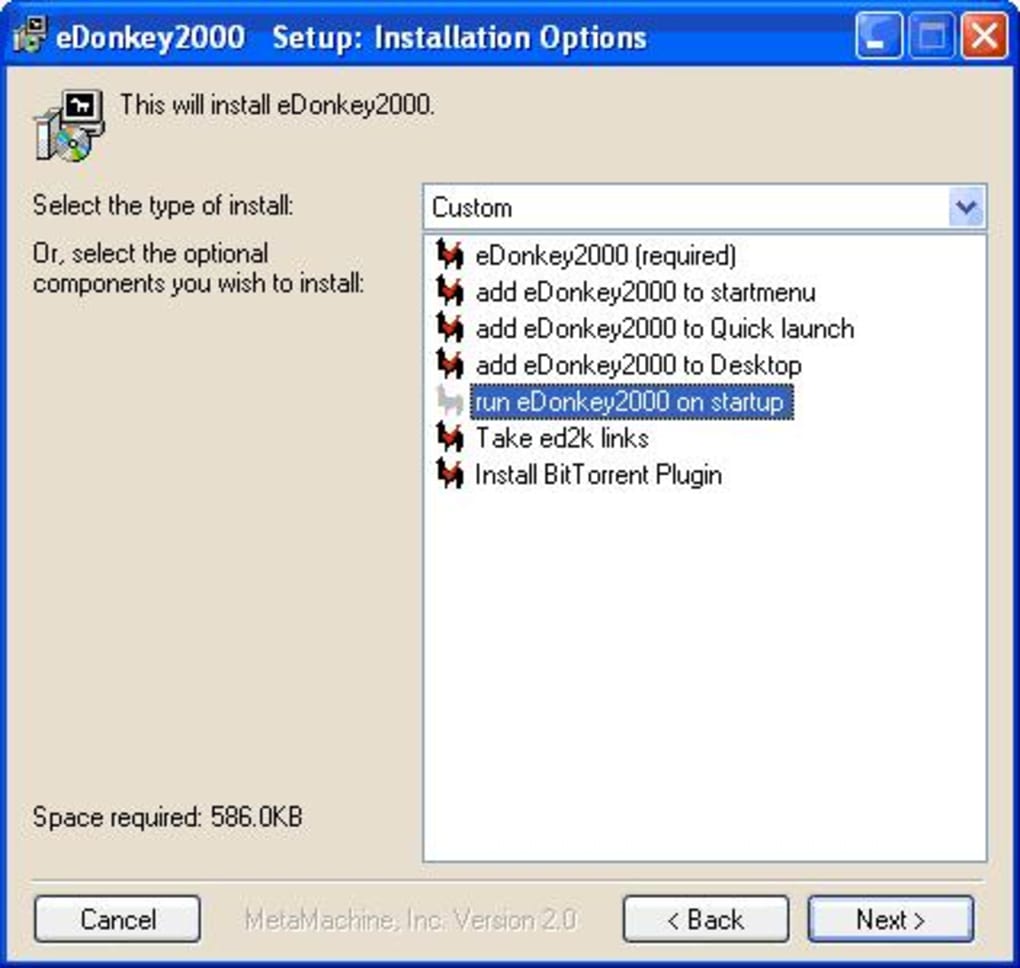 eDonkey2000   Setup: Installation Options
This will install eDonkey2000.
Select the type of install:
Custom
Or, select the optional
components you wish to install:
eDonkey2000 (required)
add eDonkey2000 to startmenu
add eDonkey2000 to Quick launch
add eDonkey2000 to Desktop
run eDonkey2000 on startup
Take ed2k links
Install BitTorrent Plugin
Space required: 586.0KB
Cancel
MetaMachine, Inc. Version 2.0
< Back
Next >